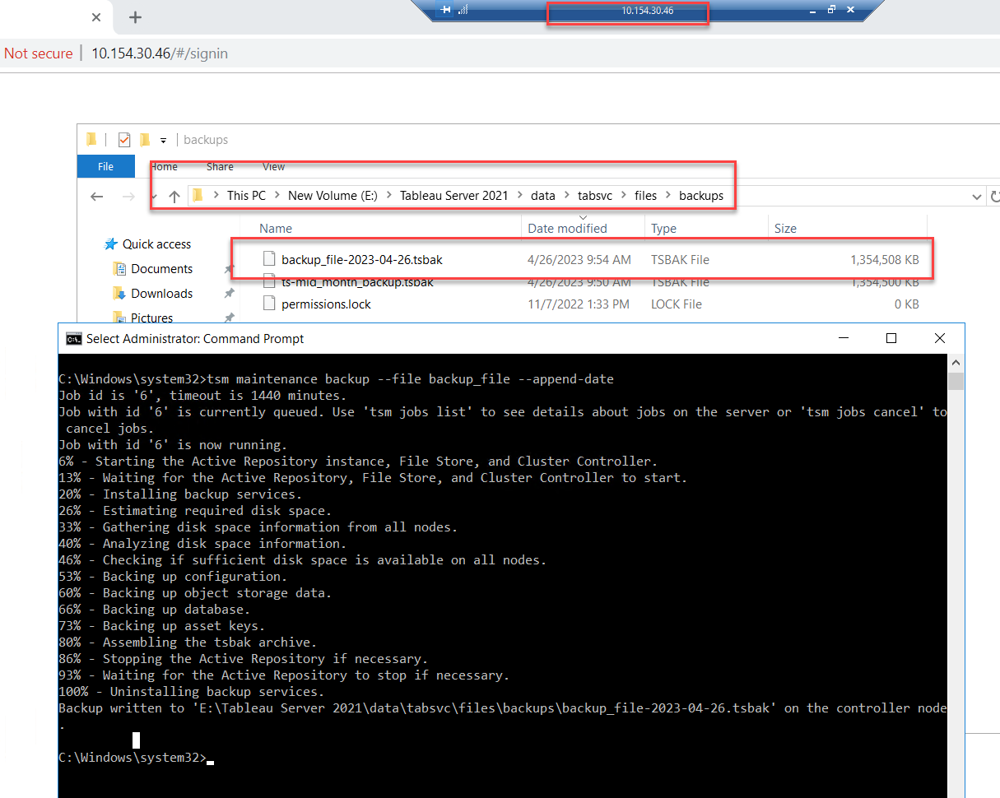 10.154.30.46
Not secure | 10.154.30.46/#/signin
backups
File Home Share View
This PC > New Volume (E:) > Tableau Server 2021 > data > tabsvc > files > backups
Name Date modified Type Size
Quick access
backup_file-2023-04-26.tsbak 4/26/2023 9:54 AM TSBAK File 1,354,508 KB
Documents
ts-mid_month_backup.tsbak 4/26/2023 9:50 AM TSBAK File 1,354,500 KB
Downloads
permissions.lock 11/7/2022 1:33 PM LOCK File 0 KB
Pictures
Select Administrator: Command Prompt
C:\Windows\system32>tsm maintenance backup --file backup_file --append-date
Job id is '6', timeout is 1440 minutes.
Job with id '6' is currently queued. Use 'tsm jobs list' to see details about jobs on the server or 'tsm jobs cancel' to
cancel jobs.
Job with id '6' is now running.
6% - Starting the Active Repository instance, File Store, and Cluster Controller.
13% - Waiting for the Active Repository, File Store, and Cluster Controller to start.
20% - Installing backup services.
26% - Estimating required disk space.
33% - Gathering disk space information from all nodes.
40% - Analyzing disk space information.
46% - Checking if sufficient disk space is available on all nodes.
53% - Backing up configuration.
60% - Backing up object storage data.
66% - Backing up database.
73% - Backing up asset keys.
80% - Assembling the tsbak archive.
86% - Stopping the Active Repository if necessary.
93% - Waiting for the Active Repository to stop if necessary.
100% - Uninstalling backup services.
Backup written to 'E:\Tableau Server 2021\data\tabsvc\files\backups\backup_file-2023-04-26.tsbak' on the controller node
.
C:\Windows\system32>